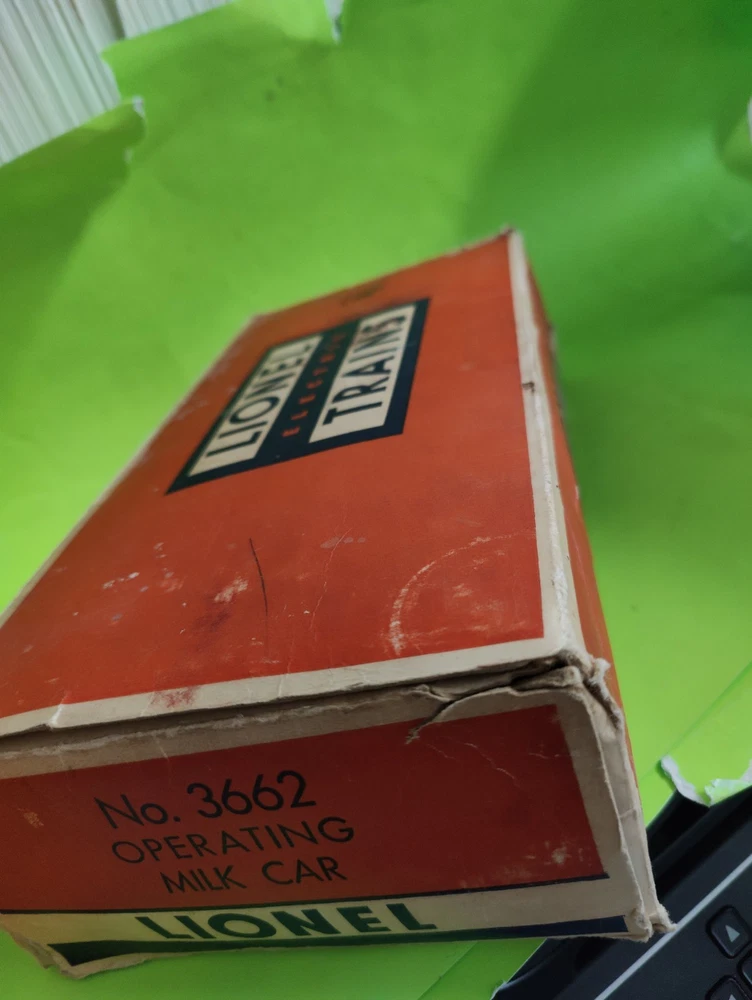 LIONEL
ELECTRIC
TRAINS
No. 3662
OPERATING
MILK CAR
LIONEL